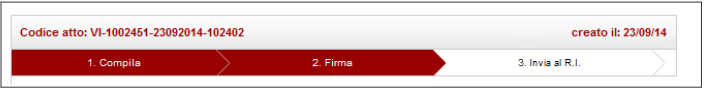 Codice atto: VI-1002451-23092014-102402 creato il: 23/09/14
1. Compila 2. Firma 3. Invia al R.I.